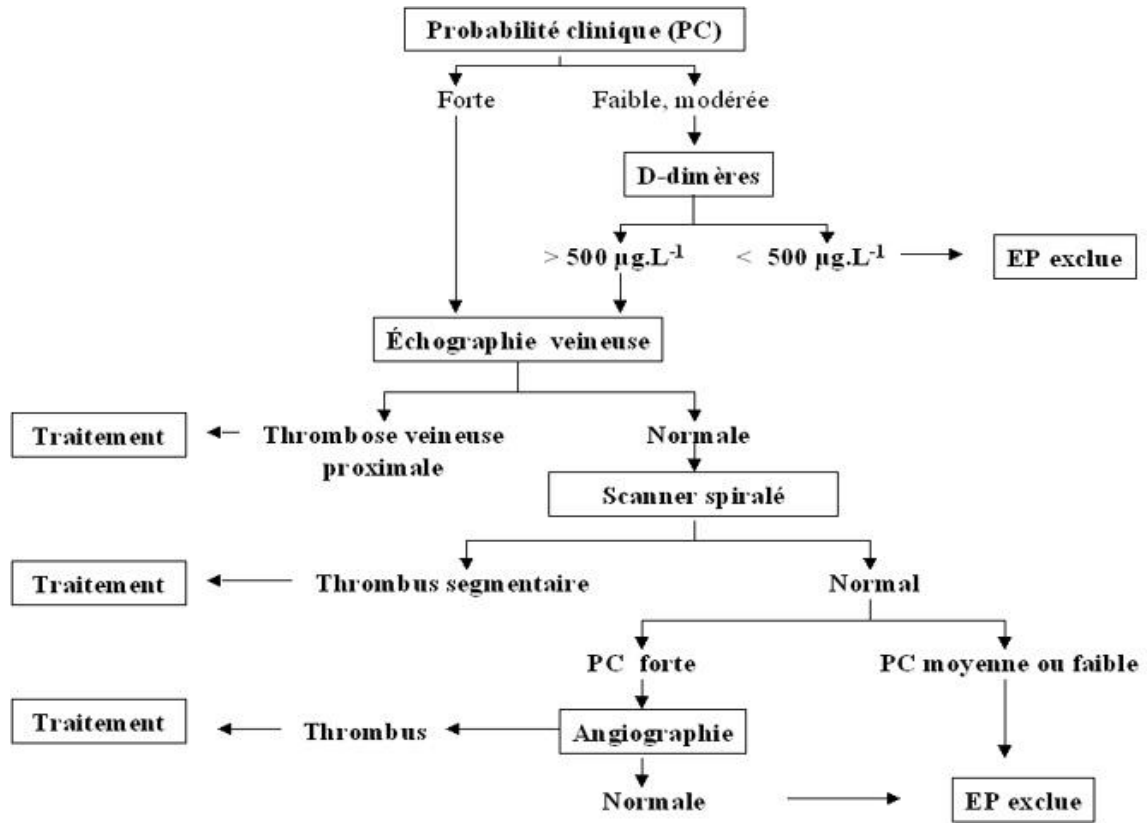 Probabilité clinique (PC)
Forte
Faible, modérée
D-dimères
> 500 µg.L-1
< 500 µg.L-1
EP exclue
Échographie veineuse
Traitement
Thrombose veineuse
proximale
Normale
Scanner spiralé
Traitement
Thrombus segmentaire
Normal
PC forte
PC moyenne ou faible
Traitement
Thrombus
Angiographie
Normale
EP exclue